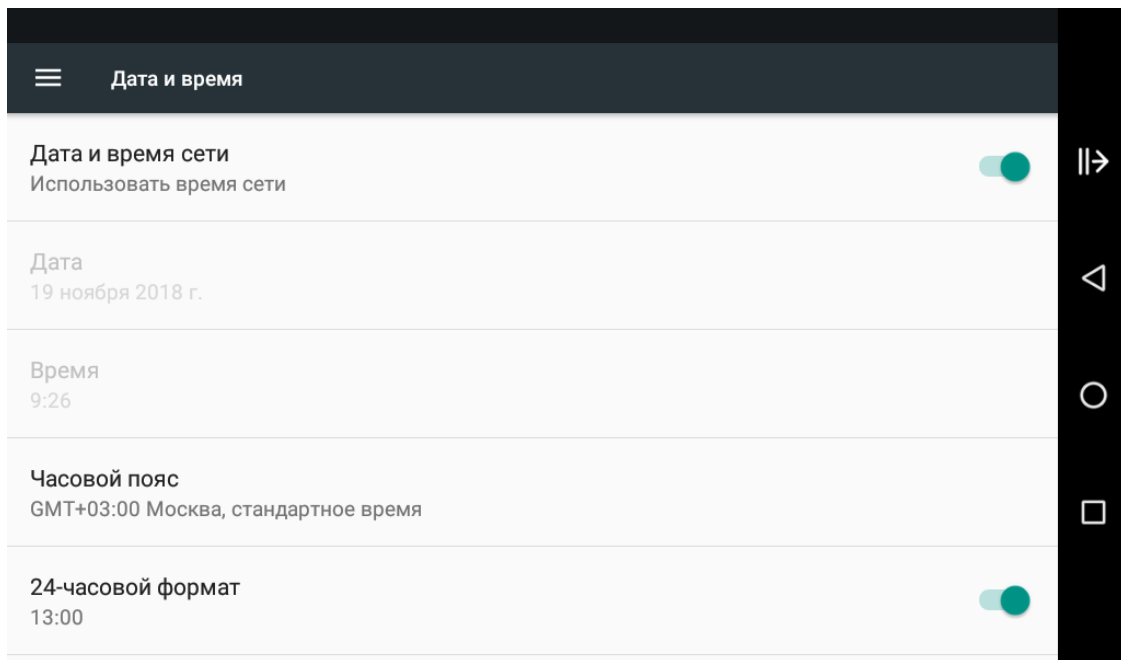 Дата и время
Дата и время сети
Использовать время сети
Дата
19 ноября 2018 г.
Время
9:26
Часовой пояс
GMT+03:00 Москва, стандартное время
24-часовой формат
13:00